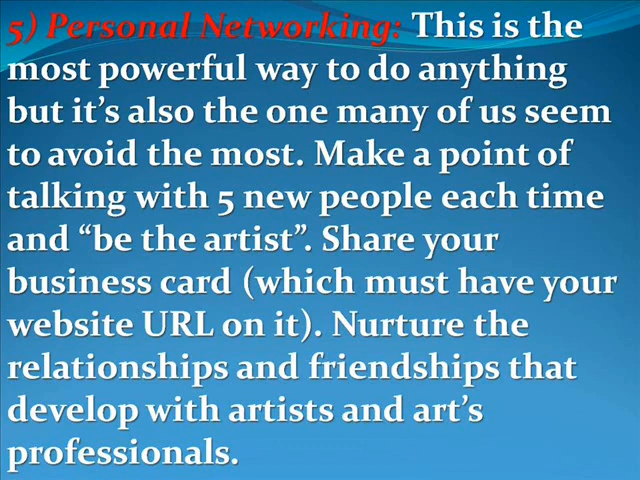 5) Personal Networking: This is the
most powerful way to do anything
but it’s also the one many of us seem
to avoid the most. Make a point of
talking with 5 new people each time
and “be the artist”. Share your
business card (which must have your
website URL on it). Nurture the
relationships and friendships that
develop with artists and art’s
professionals.